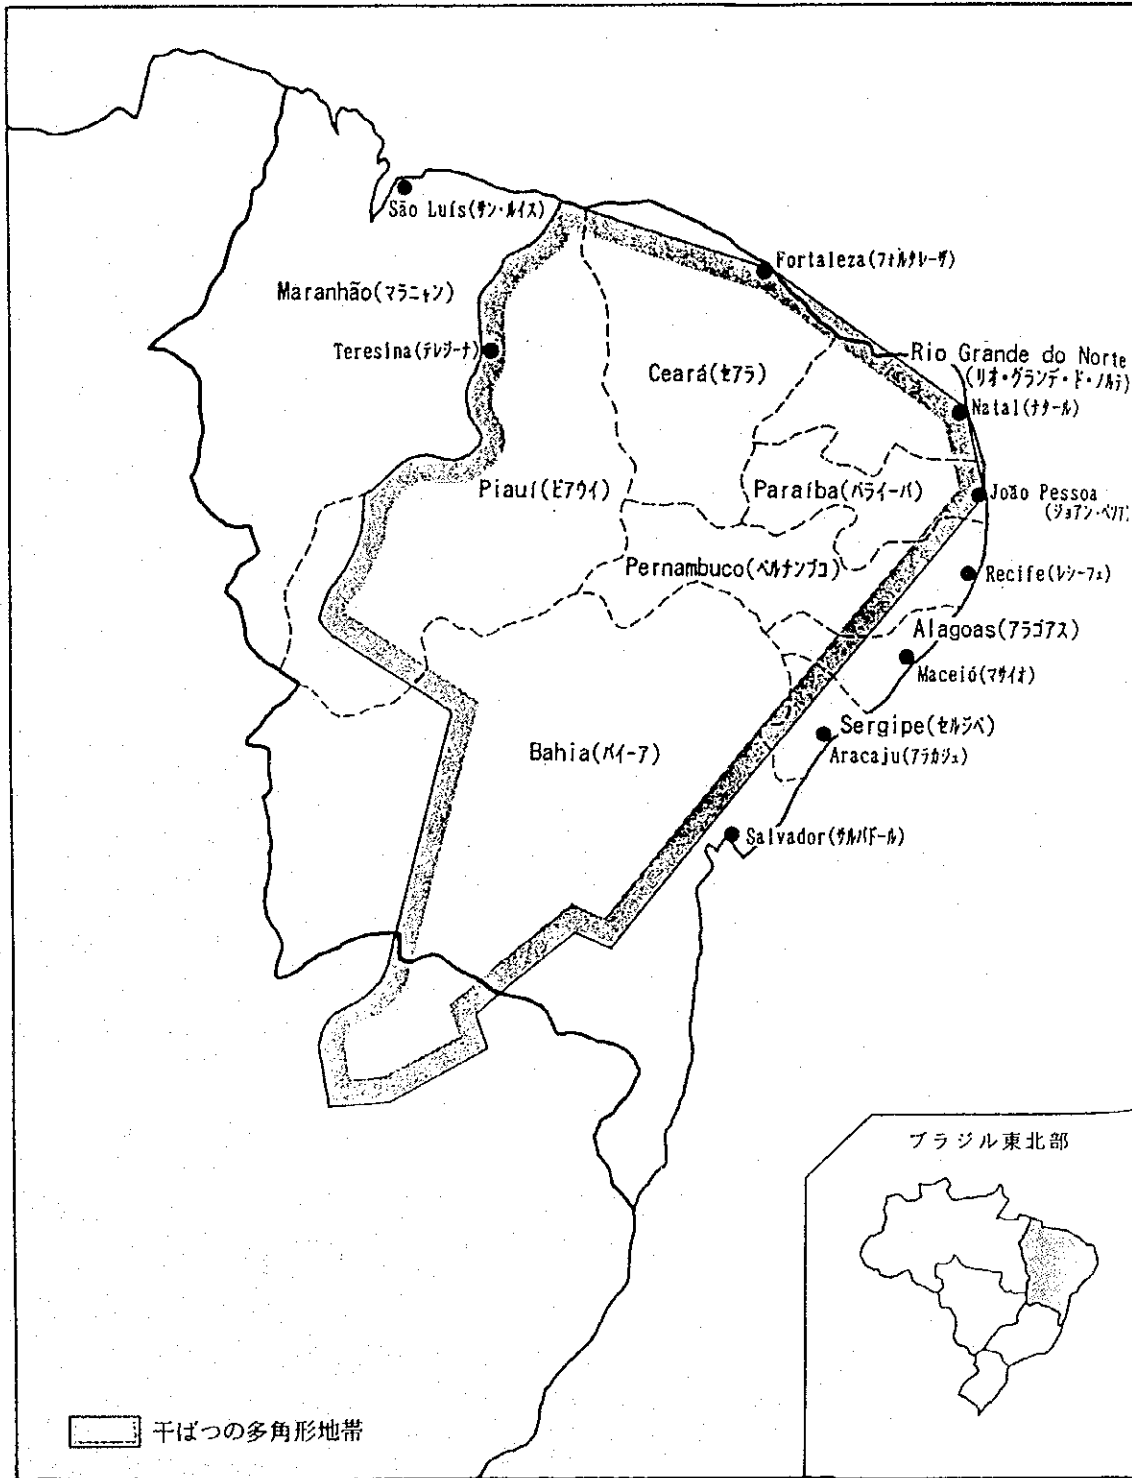 São Luís(サン・ルイス)
Fortaleza(フォルタレーザ)
Maranhão(マラニャン)
Teresina(テレジーナ)
Rio Grande do Norte
(リオ・グランデ・ド・ノルテ)
Ceará(セアラ)
Natal(ナタール)
Piauí(ピアウイ)
Paraíba(パライーバ)
João Pessoa
(ジョアン・ペソア)
Pernambuco(ペルナンブコ)
Recife(レシーフェ)
Alagoas(アラゴアス)
Maceió(マサイオ)
Sergipe(セルジペ)
Bahia(バイーア)
Aracaju(アラカジュ)
Salvador(サルバドール)
ブラジル東北部
干ばつの多角形地帯